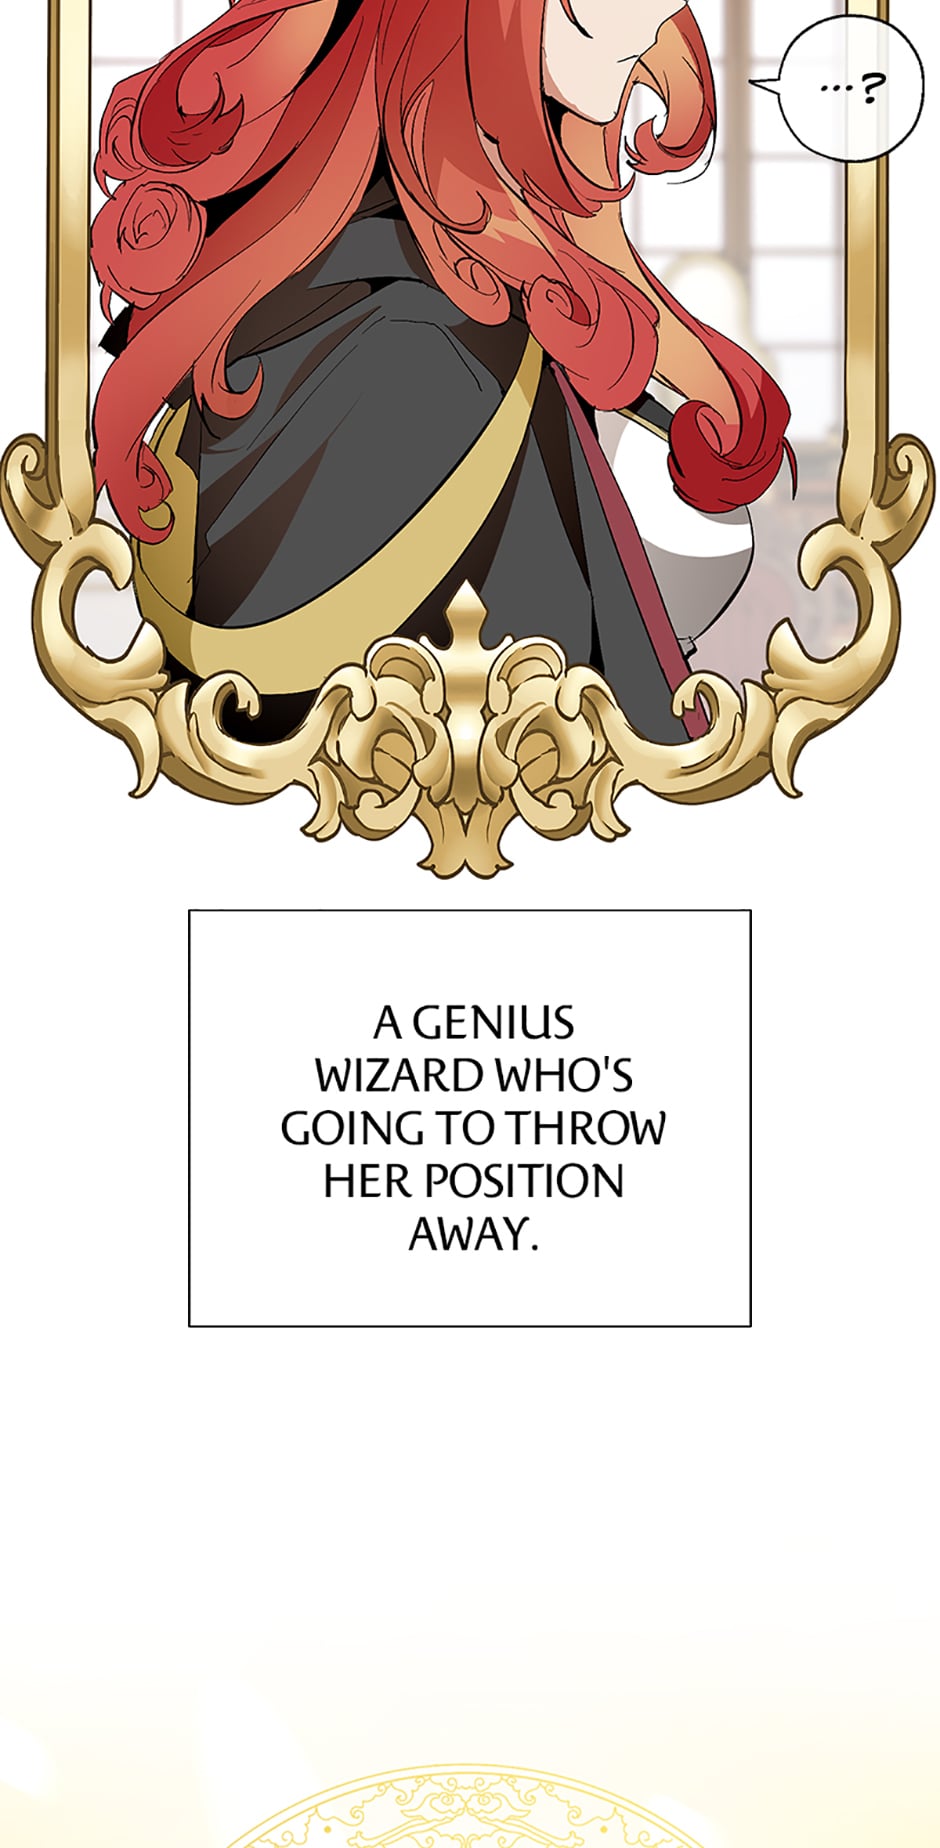 ...?
A GENIUS
WIZARD WHO'S
GOING TO THROW
HER POSITION
AWAY.